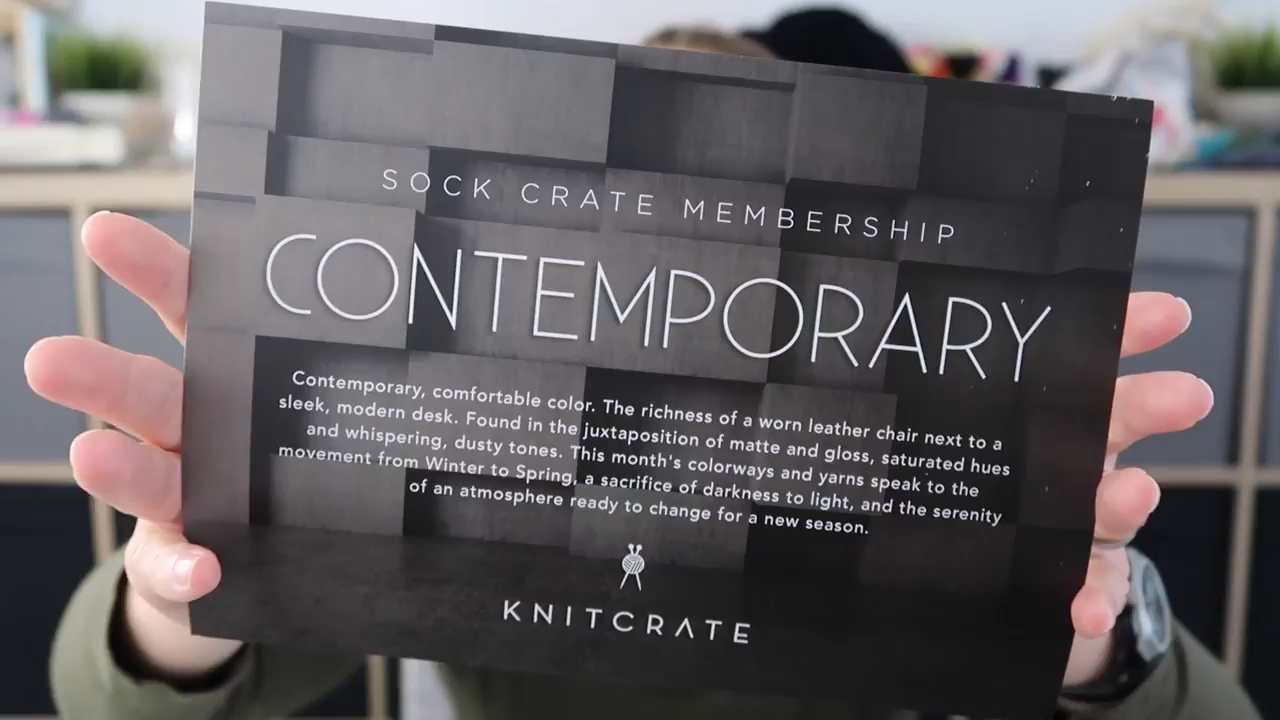 SOCK CRATE MEMBERSHIP
CONTEMPORARY
Contemporary, comfortable color. The richness of a worn leather chair next to a
sleek, modern desk. Found in the juxtaposition of matte and gloss, saturated hues
and whispering, dusty tones. This month's colorways and yarns speak to the
movement from Winter to Spring, a sacrifice of darkness to light, and the serenity
of an atmosphere ready to change for a new season.
KNITCRATE